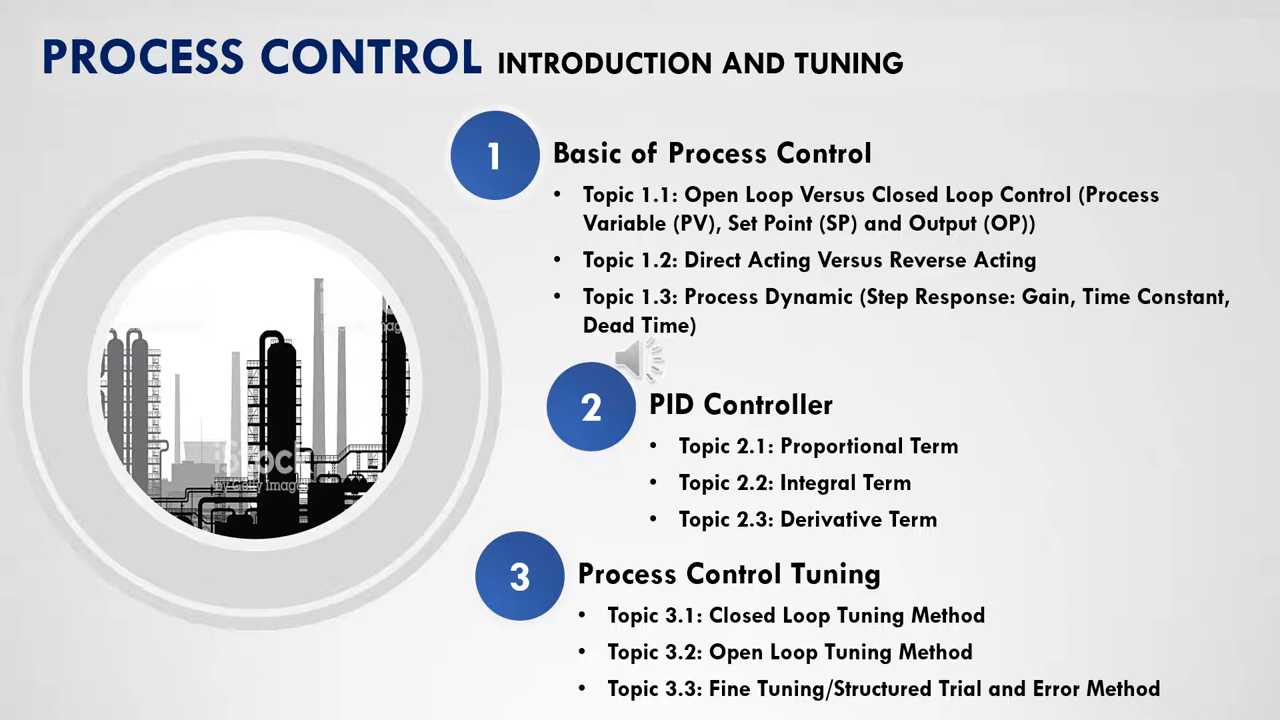 PROCESS CONTROL INTRODUCTION AND TUNING
1
Basic of Process Control
• Topic 1.1: Open Loop Versus Closed Loop Control (Process
Variable (PV), Set Point (SP) and Output (OP))
• Topic 1.2: Direct Acting Versus Reverse Acting
• Topic 1.3: Process Dynamic (Step Response: Gain, Time Constant,
Dead Time)
2
PID Controller
• Topic 2.1: Proportional Term
• Topic 2.2: Integral Term
• Topic 2.3: Derivative Term
3
Process Control Tuning
• Topic 3.1: Closed Loop Tuning Method
• Topic 3.2: Open Loop Tuning Method
• Topic 3.3: Fine Tuning/Structured Trial and Error Method
iStock
by Getty Images